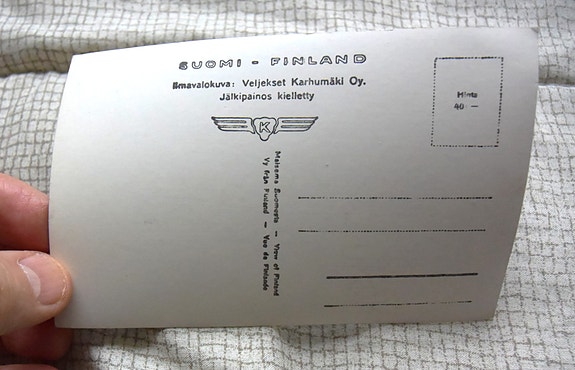 SUOMI - FINLAND
Ilmavalokuva: Veljekset Karhumäki Oy.
Jälkipainos kielletty
Hinta
40 —
K
Maisema Suomesta — View of Finland
Vy från Finland — Vue de Finlande